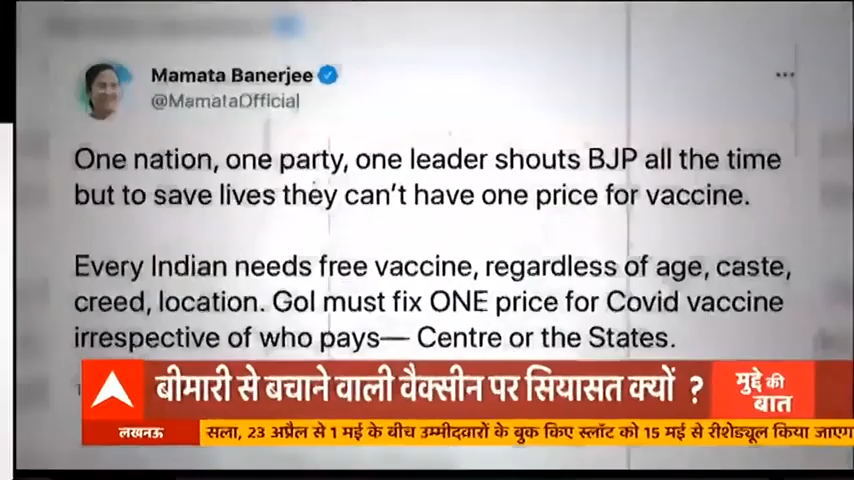 Mamata Banerjee
@MamataOfficial
One nation, one party, one leader shouts BJP all the time
but to save lives they can't have one price for vaccine.
Every Indian needs free vaccine, regardless of age, caste,
creed, location. GoI must fix ONE price for Covid vaccine
irrespective of who pays— Centre or the States.
बीमारी से बचाने वाली वैक्सीन पर सियासत क्यों ?
मुद्दे की
बात
लखनऊ
सला, 23 अप्रैल से 1 मई के बीच उम्मीदवारों के बुक किए स्लॉट को 15 मई से रीशेड्यूल किया जाएग